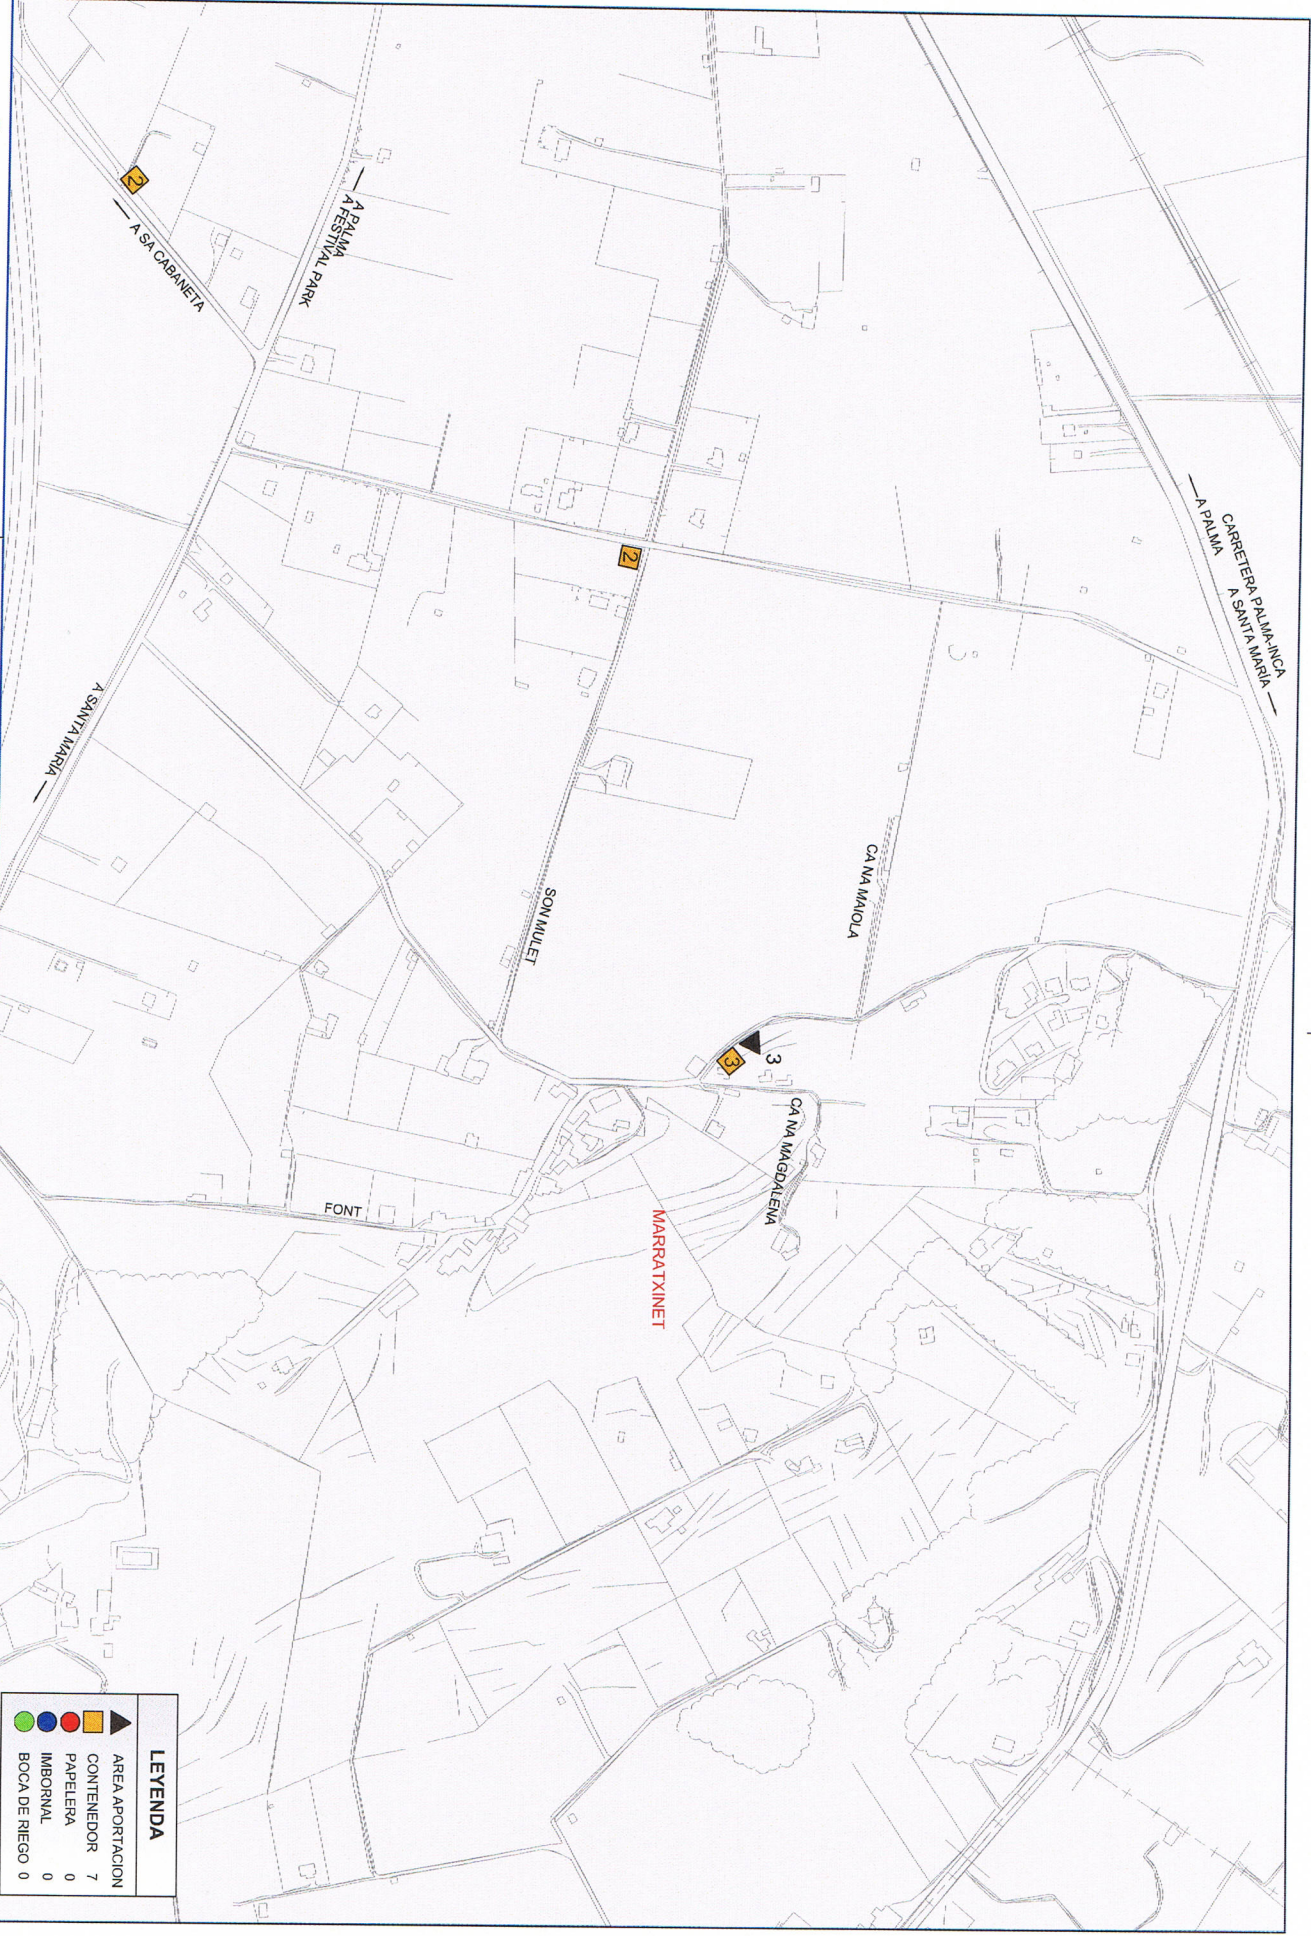 CARRETERA PALMA-INCA
A PALMA
A SANTA MARÍA
A PALMA
A FESTIVAL PARK
A SA CABANETA
2
2
A SANTA MARÍA
CA NA MAIOLA
SON MULET
3
3
CA NA MAGDALENA
FONT
MARRATXINET
LEYENDA
AREA APORTACION
CONTENEDOR 7
PAPELERA 0
IMBORNAL 0
BOCA DE RIEGO 0